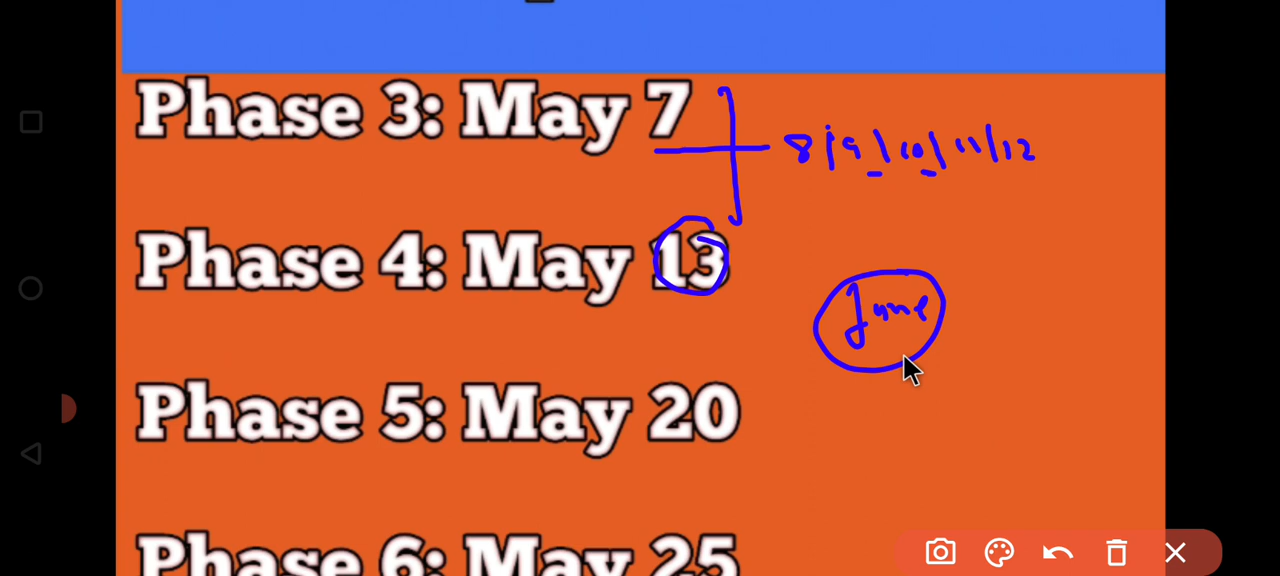 Phase 3: May 7
8 | 9 | 10 | 11 | 12
Phase 4: May 13
June
Phase 5: May 20
Phase 6: May 25